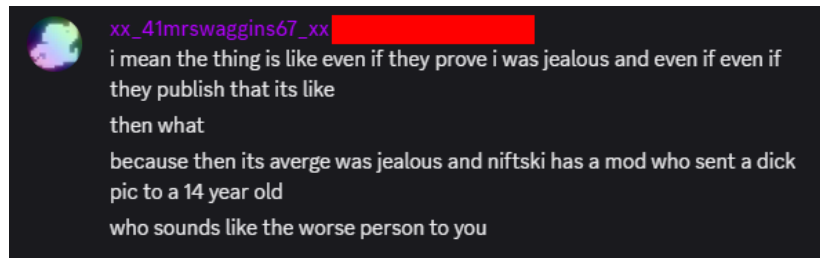 xx_41mrswaggins67_xx
i mean the thing is like even if they prove i was jealous and even if even if
they publish that its like
then what
because then its averge was jealous and niftski has a mod who sent a dick
pic to a 14 year old
who sounds like the worse person to you